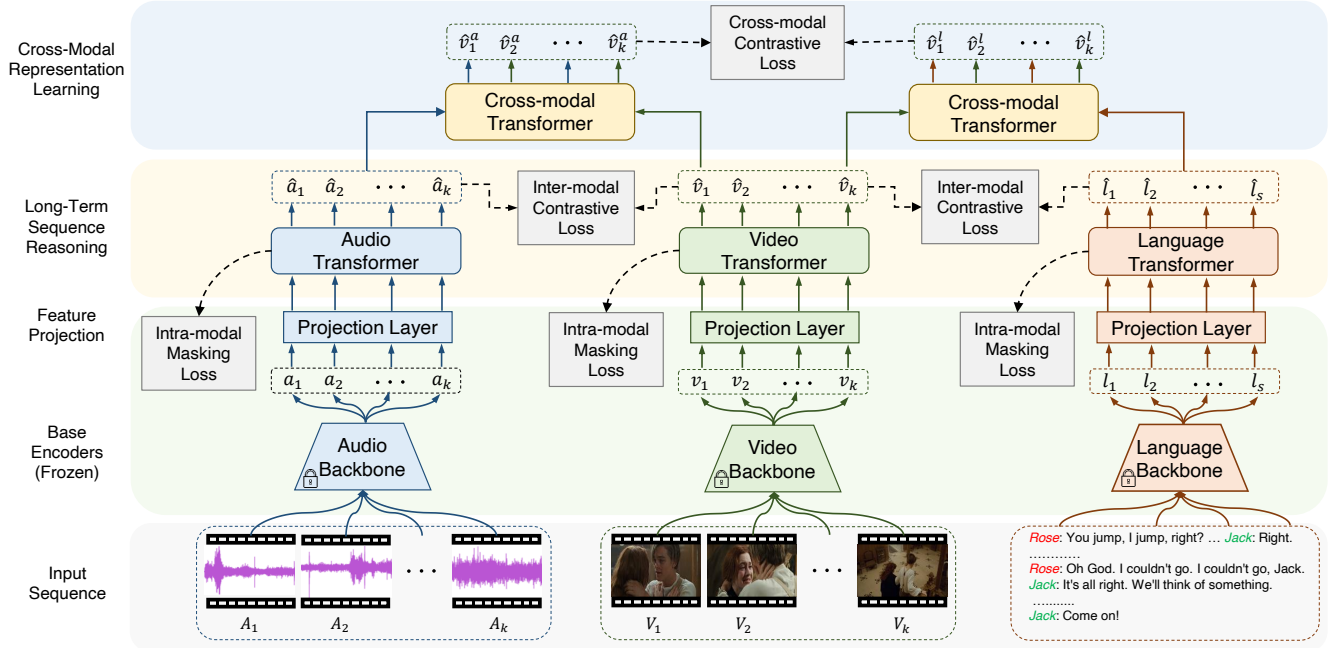 Cross-Modal
Representation
Learning
v̂₁ᵃ v̂₂ᵃ ··· v̂ₖᵃ
Cross-modal
Contrastive
Loss
v̂₁ˡ v̂₂ˡ ··· v̂ₖˡ
Cross-modal
Transformer
Cross-modal
Transformer
Long-Term
Sequence
Reasoning
â₁ â₂ ··· âₖ
Inter-modal
Contrastive
Loss
v̂₁ v̂₂ ··· v̂ₖ
Inter-modal
Contrastive
Loss
l̂₁ l̂₂ ··· l̂ₛ
Audio
Transformer
Video
Transformer
Language
Transformer
Feature
Projection
Intra-modal
Masking
Loss
Projection Layer
Intra-modal
Masking
Loss
Projection Layer
Intra-modal
Masking
Loss
Projection Layer
a₁ a₂ ··· aₖ
v₁ v₂ ··· vₖ
l₁ l₂ ··· lₛ
Base
Encoders
(Frozen)
Audio
Backbone
Video
Backbone
Language
Backbone
Input
Sequence
···
A₁ A₂ Aₖ
···
V₁ V₂ Vₖ
Rose: You jump, I jump, right? … Jack: Right.
............
Rose: Oh God. I couldn't go. I couldn't go, Jack.
Jack: It's all right. We'll think of something.
...........
Jack: Come on!